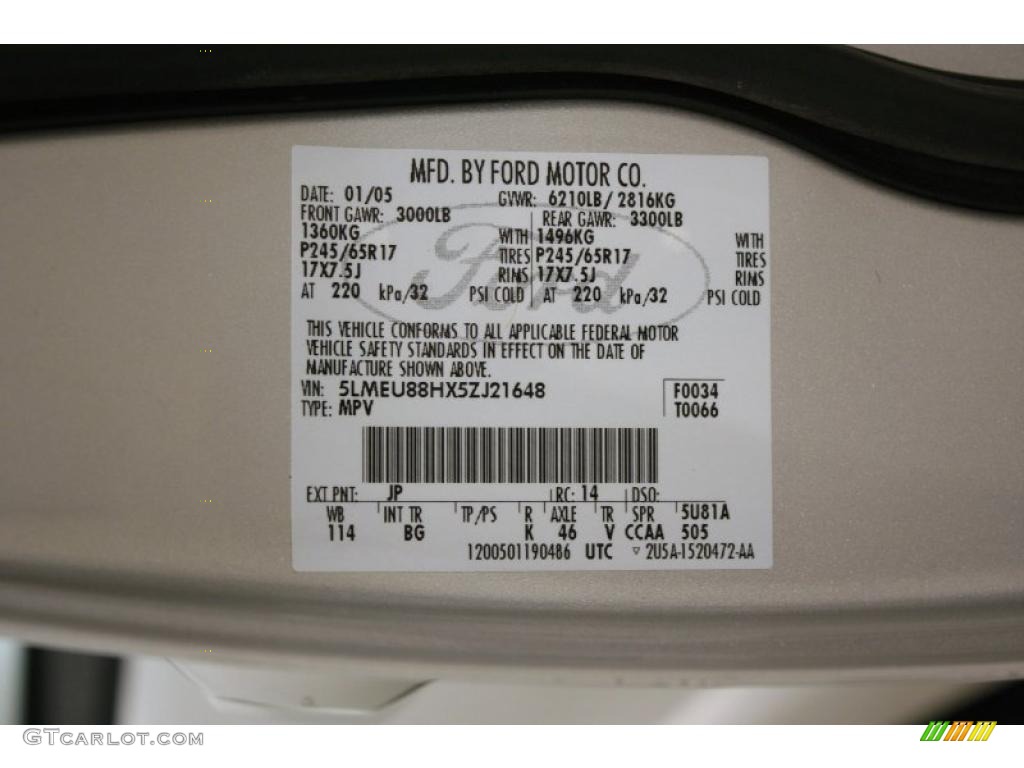 MFD. BY FORD MOTOR CO.
DATE: 01/05 GVWR: 6210LB/ 2816KG
FRONT GAWR: 3000LB REAR GAWR: 3300LB
1360KG WITH 1496KG WITH
P245/65R17 TIRES P245/65R17 TIRES
17X7.5J RIMS 17X7.5J RIMS
AT 220 kPa/32 PSI COLD AT 220 kPa/32 PSI COLD
Ford
THIS VEHICLE CONFORMS TO ALL APPLICABLE FEDERAL MOTOR
VEHICLE SAFETY STANDARDS IN EFFECT ON THE DATE OF
MANUFACTURE SHOWN ABOVE.
VIN: 5LMEU88HX5ZJ21648 F0034
TYPE: MPV T0066
EXT PNT: JP RC: 14 DSO:
WB INT TR TP/PS R AXLE TR SPR 5U81A
114 BG K 46 V CCAA 505
1200501190486 UTC ▽ 2U5A-1520472-AA
GTCARLOT.COM